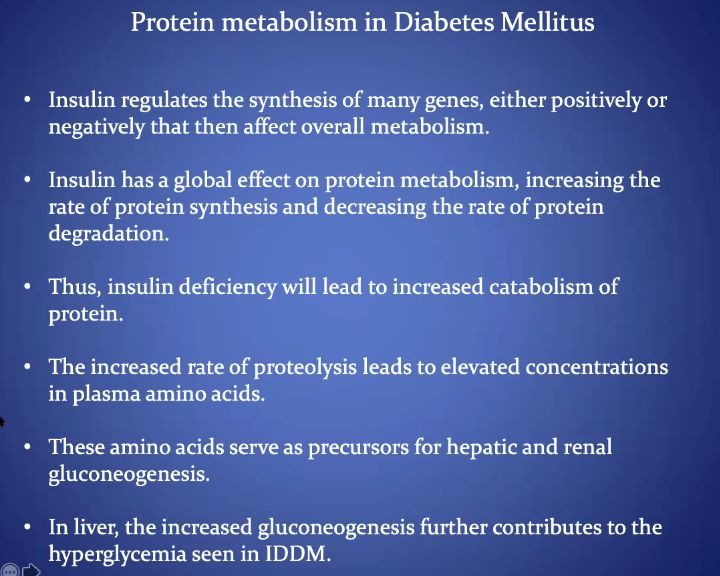 Protein metabolism in Diabetes Mellitus
• Insulin regulates the synthesis of many genes, either positively or
negatively that then affect overall metabolism.
• Insulin has a global effect on protein metabolism, increasing the
rate of protein synthesis and decreasing the rate of protein
degradation.
• Thus, insulin deficiency will lead to increased catabolism of
protein.
• The increased rate of proteolysis leads to elevated concentrations
in plasma amino acids.
• These amino acids serve as precursors for hepatic and renal
gluconeogenesis.
• In liver, the increased gluconeogenesis further contributes to the
hyperglycemia seen in IDDM.